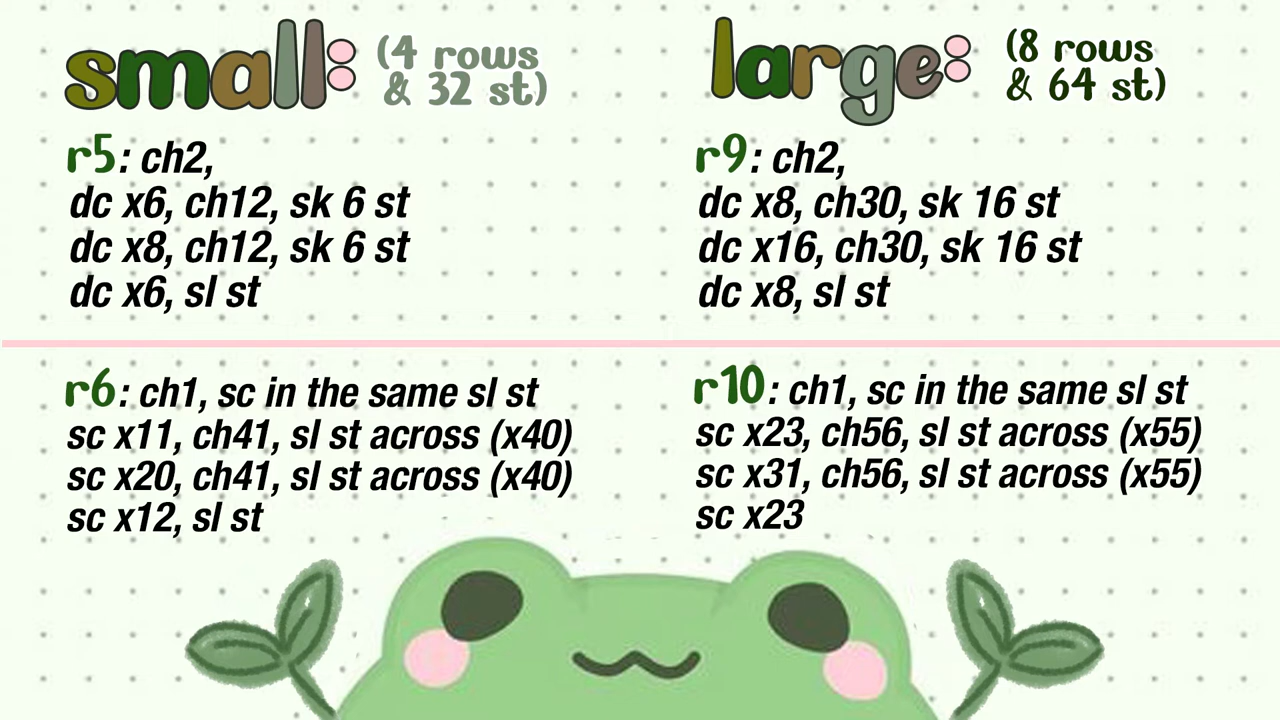 small: (4 rows
& 32 st)
r5: ch2,
dc x6, ch12, sk 6 st
dc x8, ch12, sk 6 st
dc x6, sl st
r6: ch1, sc in the same sl st
sc x11, ch41, sl st across (x40)
sc x20, ch41, sl st across (x40)
sc x12, sl st
large: (8 rows
& 64 st)
r9: ch2,
dc x8, ch30, sk 16 st
dc x16, ch30, sk 16 st
dc x8, sl st
r10: ch1, sc in the same sl st
sc x23, ch56, sl st across (x55)
sc x31, ch56, sl st across (x55)
sc x23